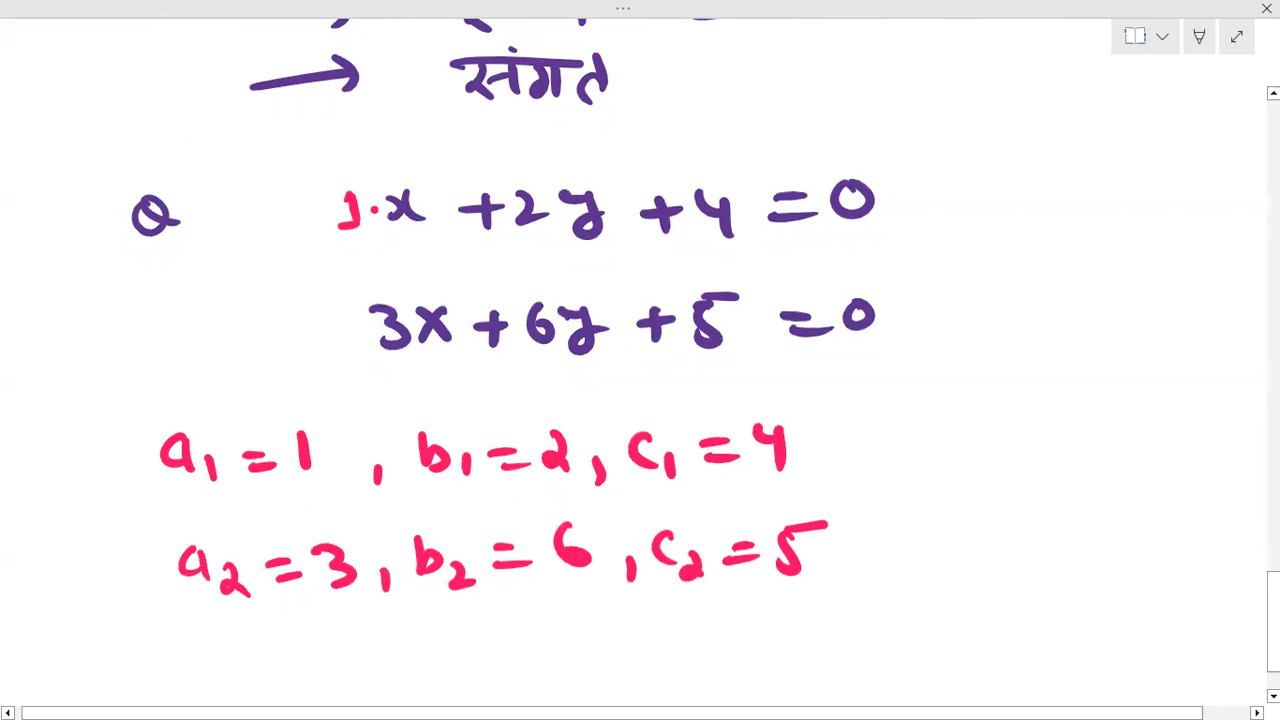 → संगत
Q 1·x + 2y + 4 = 0
3x + 6y + 5 = 0
a₁ = 1 , b₁ = 2 , c₁ = 4
a₂ = 3 , b₂ = 6 , c₂ = 5